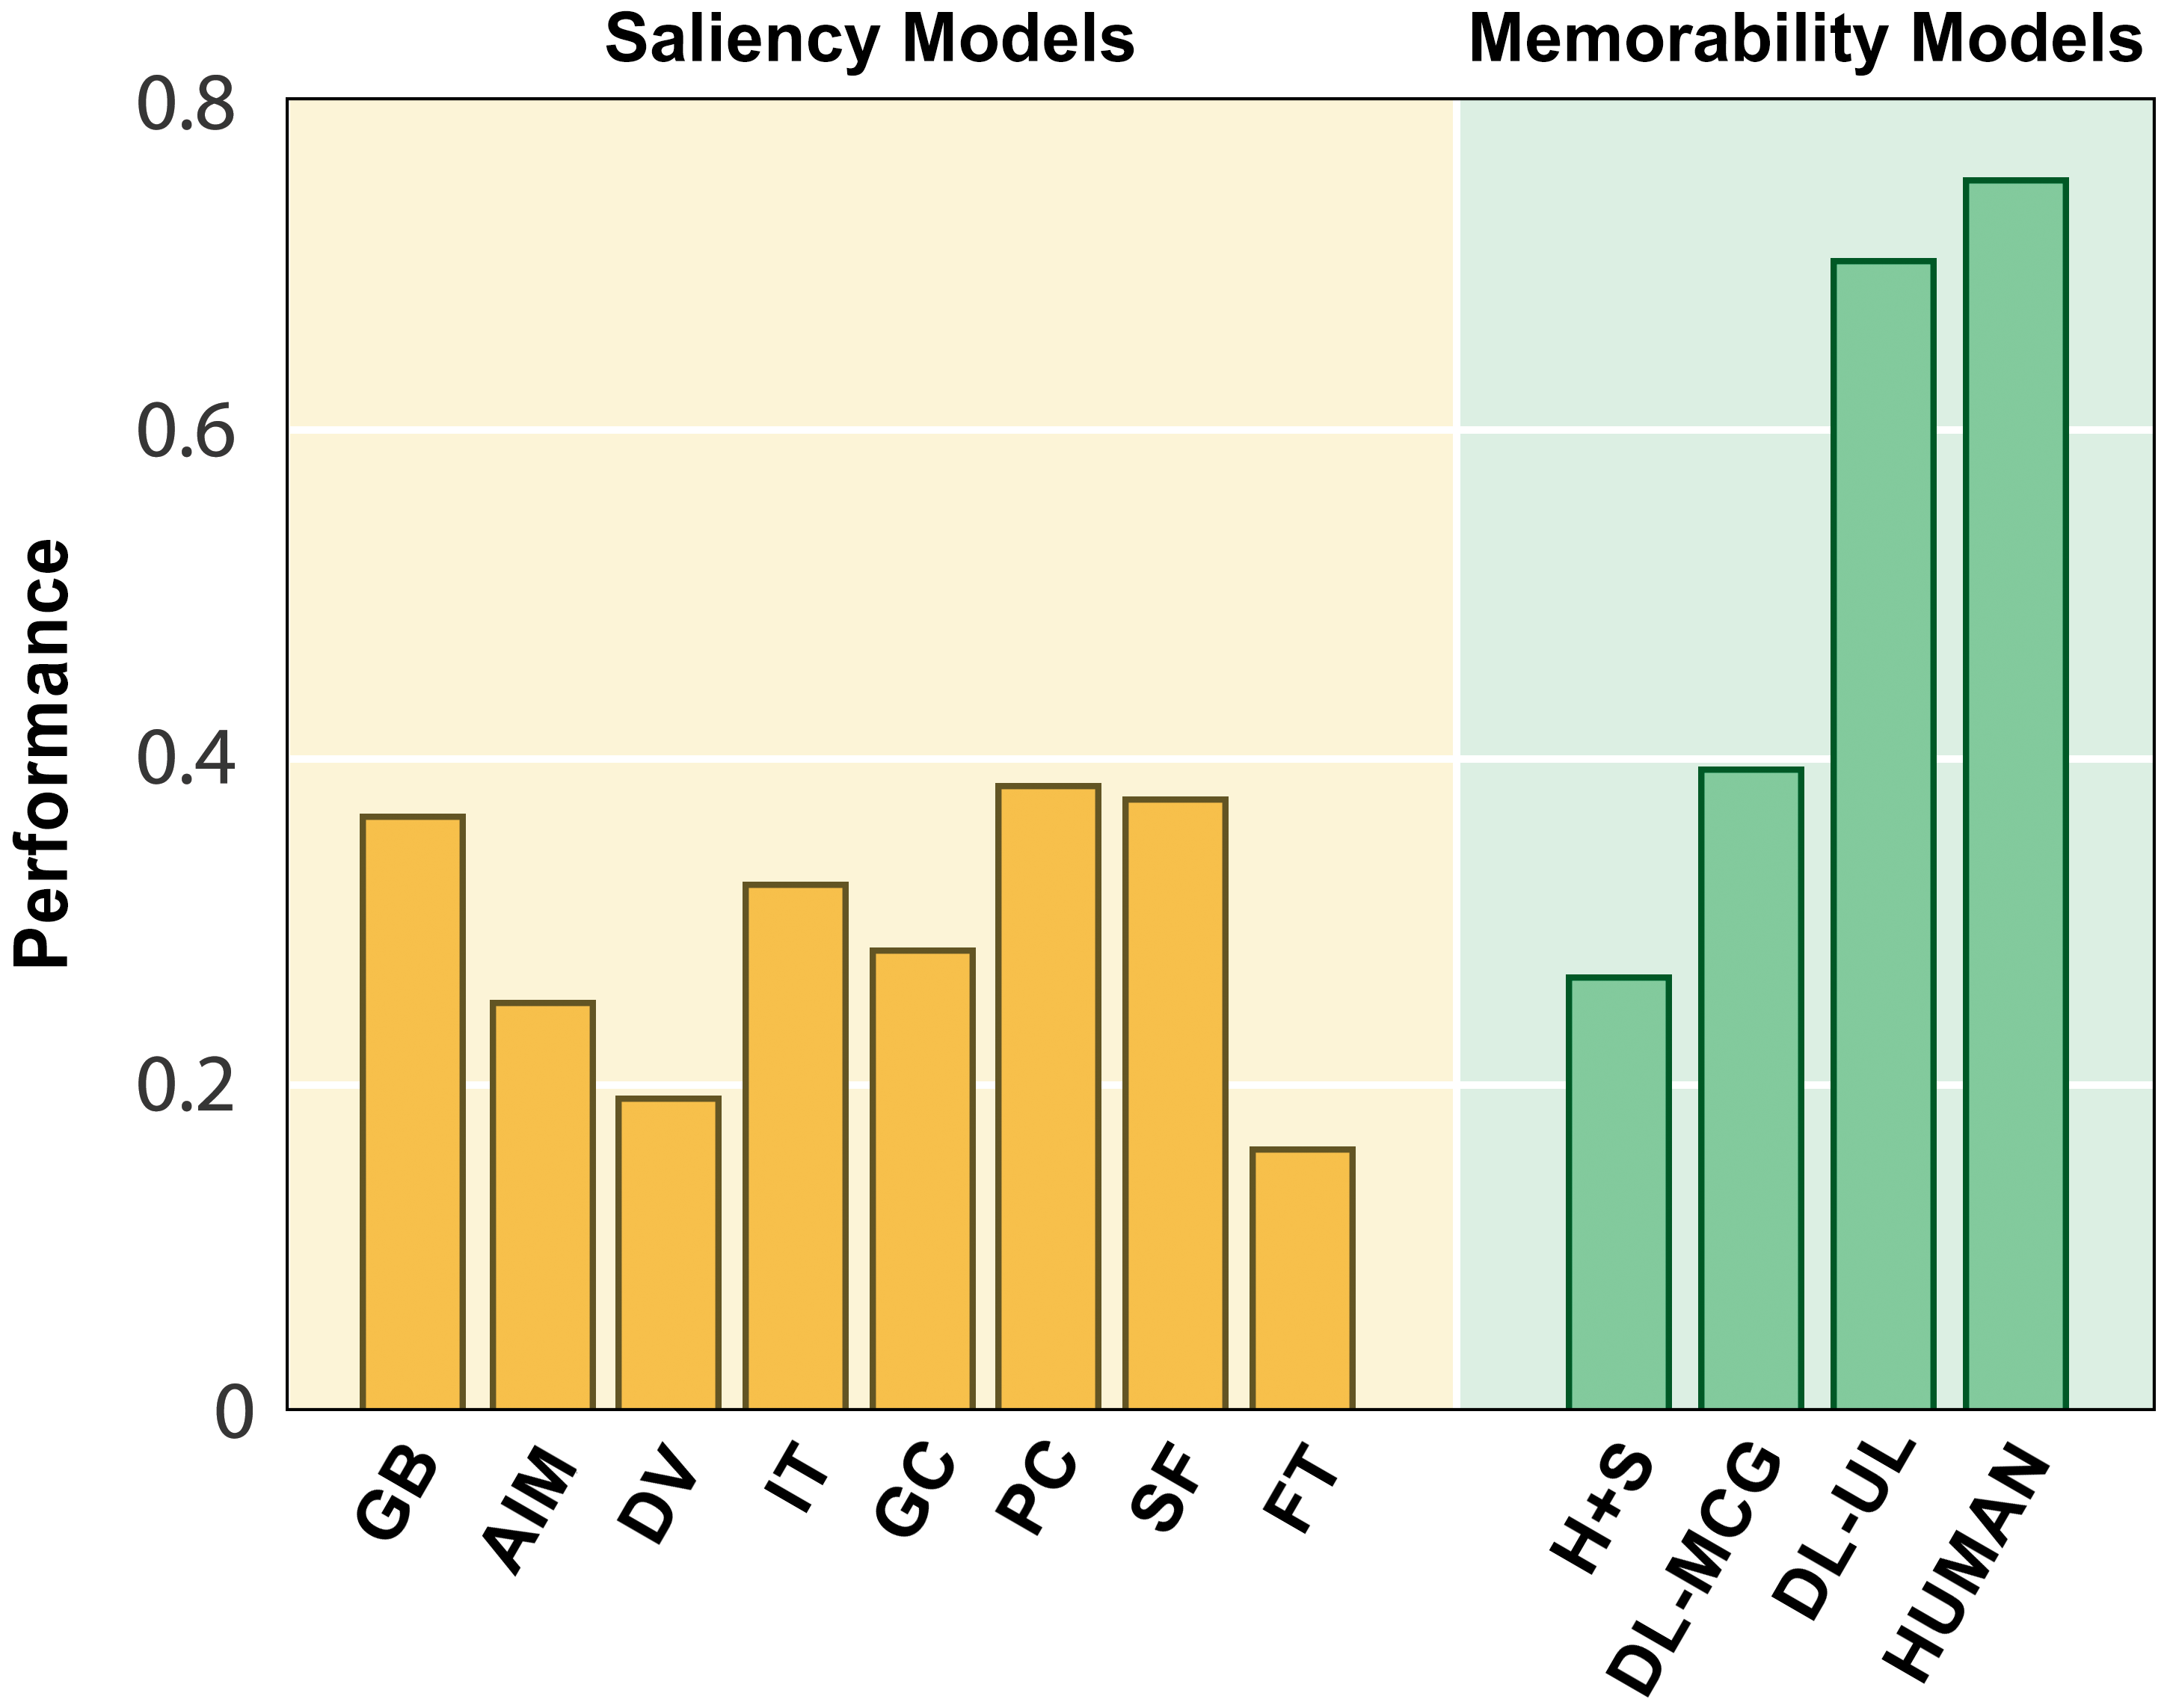 Saliency Models
Memorability Models
Performance
0.8
0.6
0.4
0.2
0
GB
AIM
DV
IT
GC
PC
SF
FT
H+S
DL-MCG
DL-UL
HUMAN